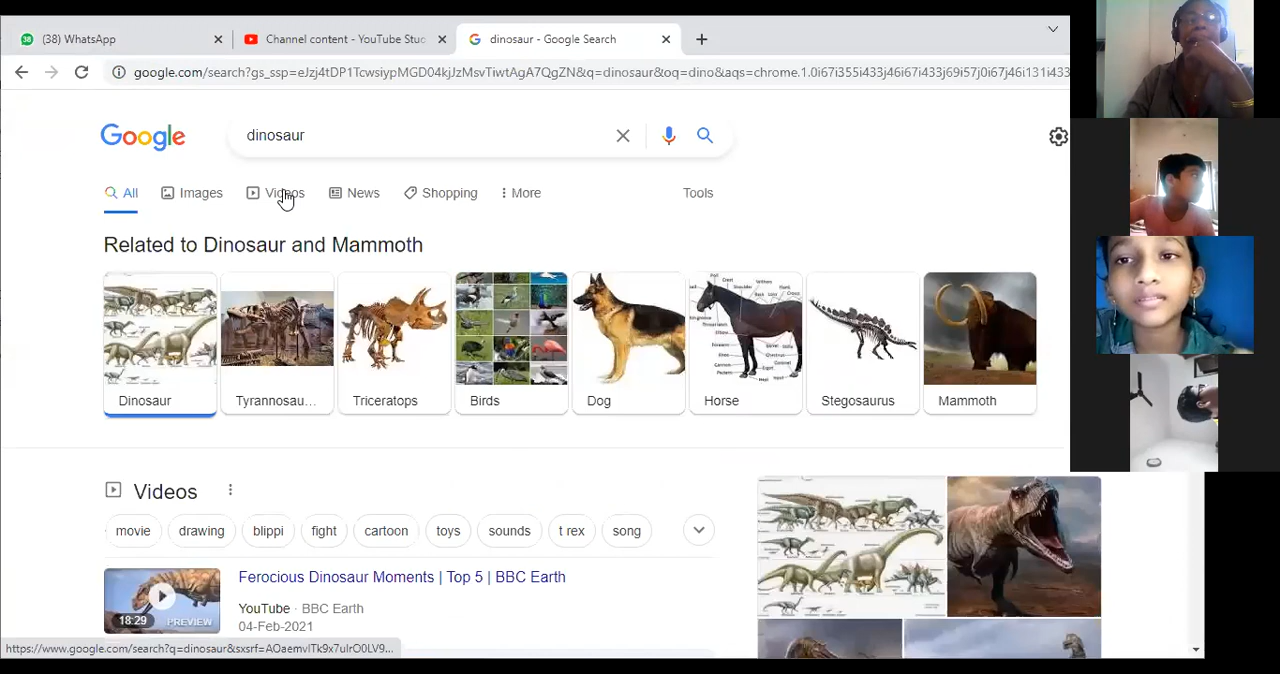 38 (38) WhatsApp
Channel content - YouTube Stuc
dinosaur - Google Search
google.com/search?gs_ssp=eJzj4tDP1TcwsiypMGD04kjJzMsvTiwtAgA7QgZN&q=dinosaur&oq=dino&aqs=chrome.1.0i67i355i433j46i67i433j69i57j0i67j46i131i433
Google
dinosaur
All
Images
Videos
News
Shopping
More
Tools
Related to Dinosaur and Mammoth
Dinosaur
Tyrannosau...
Triceratops
Birds
Dog
Horse
Stegosaurus
Mammoth
Videos
movie
drawing
blippi
fight
cartoon
toys
sounds
t rex
song
18:29
PREVIEW
Ferocious Dinosaur Moments | Top 5 | BBC Earth
YouTube · BBC Earth
04-Feb-2021
https://www.google.com/search?q=dinosaur&sxsrf=AOaemvITk9x7uIrO0LV9...